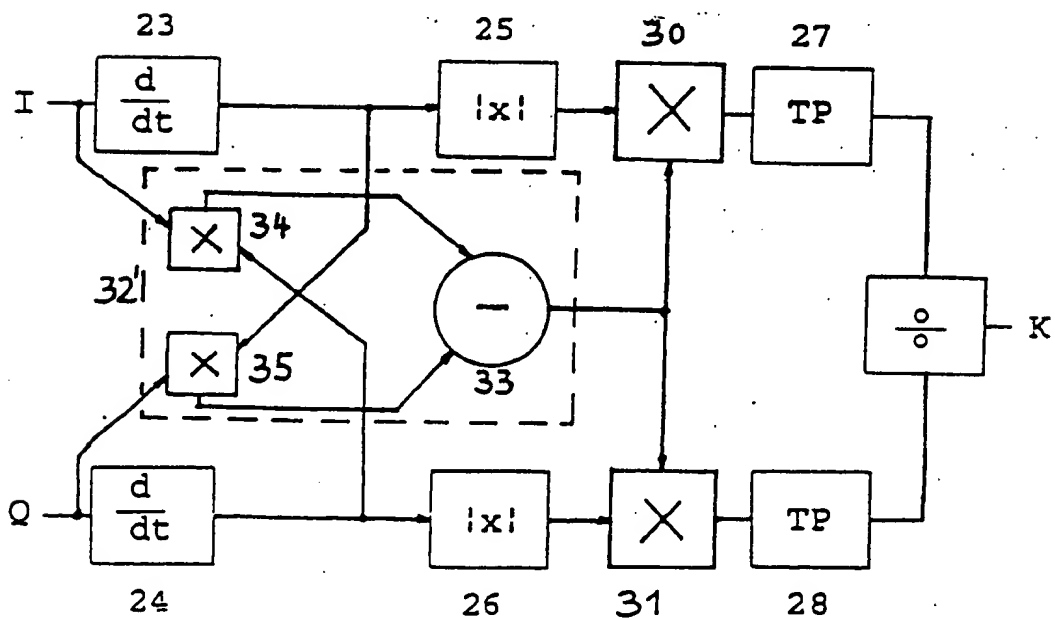 23 25 30 27
I d/dt |x| × TP
× 34
32' − ÷ K
× 35 33
Q d/dt |x| × TP
24 26 31 28